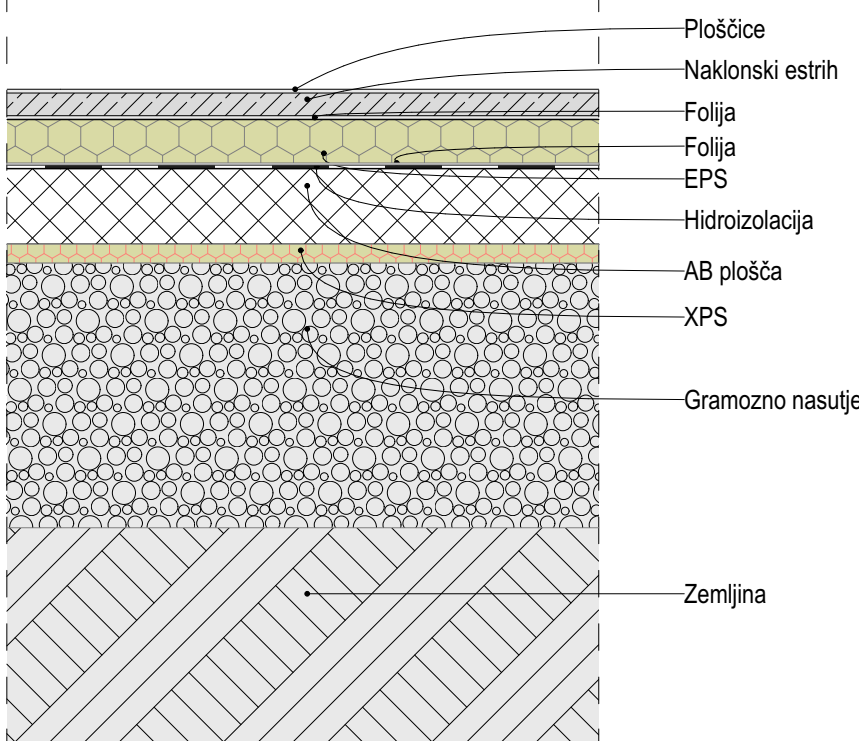 Ploščice
Naklonski estrih
Folija
Folija
EPS
Hidroizolacija
AB plošča
XPS
Gramozno nasutje
Zemljina